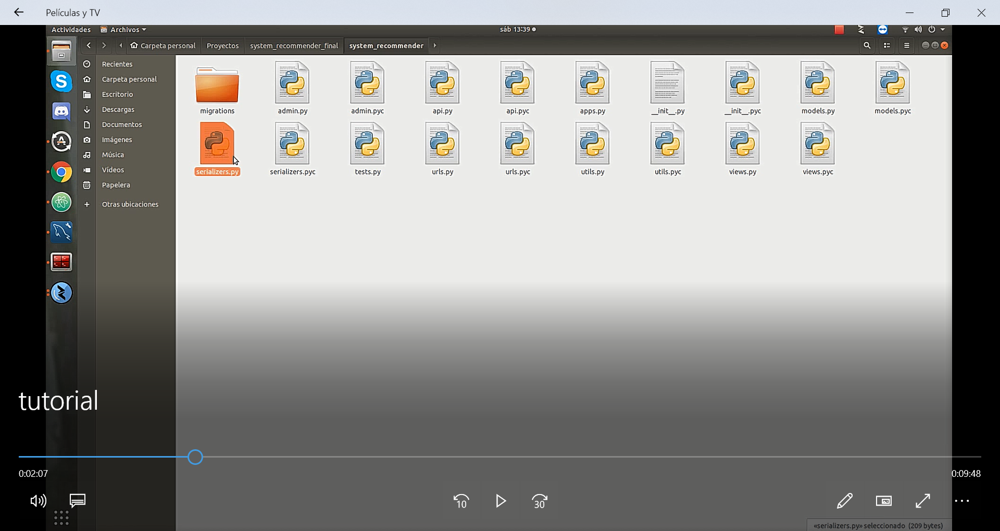 Películas y TV
Actividades Archivos sáb 13:39
Carpeta personal Proyectos system_recommender_final system_recommender
Recientes
Carpeta personal
Escritorio
Descargas
Documentos
Imágenes
Música
Vídeos
Papelera
Otras ubicaciones
migrations admin.py admin.pyc api.py api.pyc apps.py __init__.py __init__.pyc models.py models.pyc
serializers.py serializers.pyc tests.py urls.py urls.pyc utils.py utils.pyc views.py views.pyc
tutorial
0:02:07 0:09:48
10 30
«serializers.py» seleccionado (209 bytes)